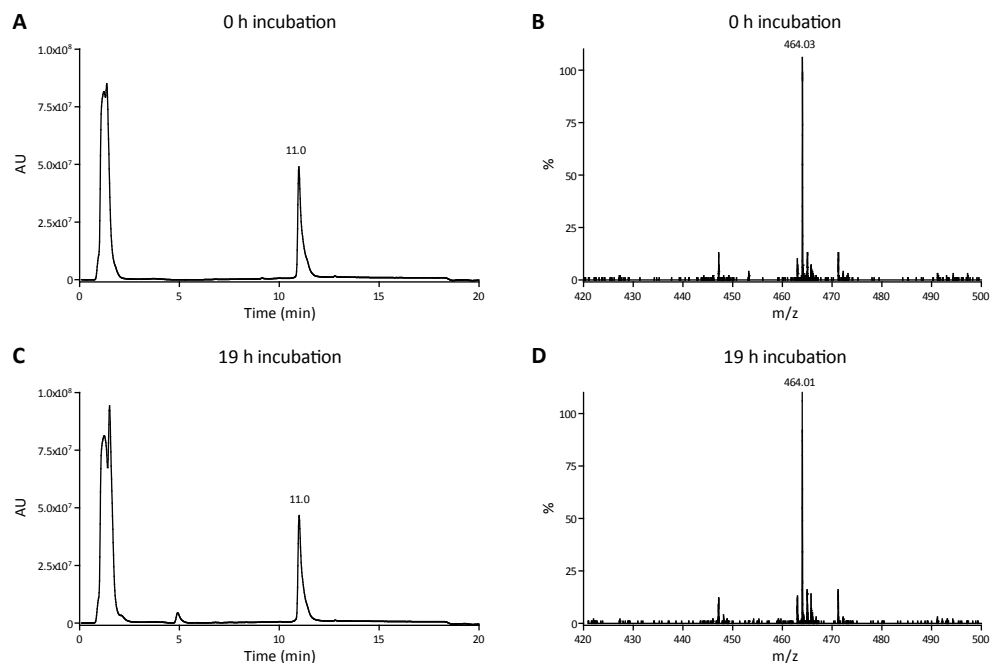 A
0 h incubation
1.0x10⁸
7.5x10⁷
5.0x10⁷
2.5x10⁷
0
AU
11.0
0 5 10 15 20
Time (min)
B
0 h incubation
464.03
100
75
50
25
0
%
420 430 440 450 460 470 480 490 500
m/z
C
19 h incubation
1.0x10⁸
7.5x10⁷
5.0x10⁷
2.5x10⁷
0
AU
11.0
0 5 10 15 20
Time (min)
D
19 h incubation
464.01
100
75
50
25
0
%
420 430 440 450 460 470 480 490 500
m/z